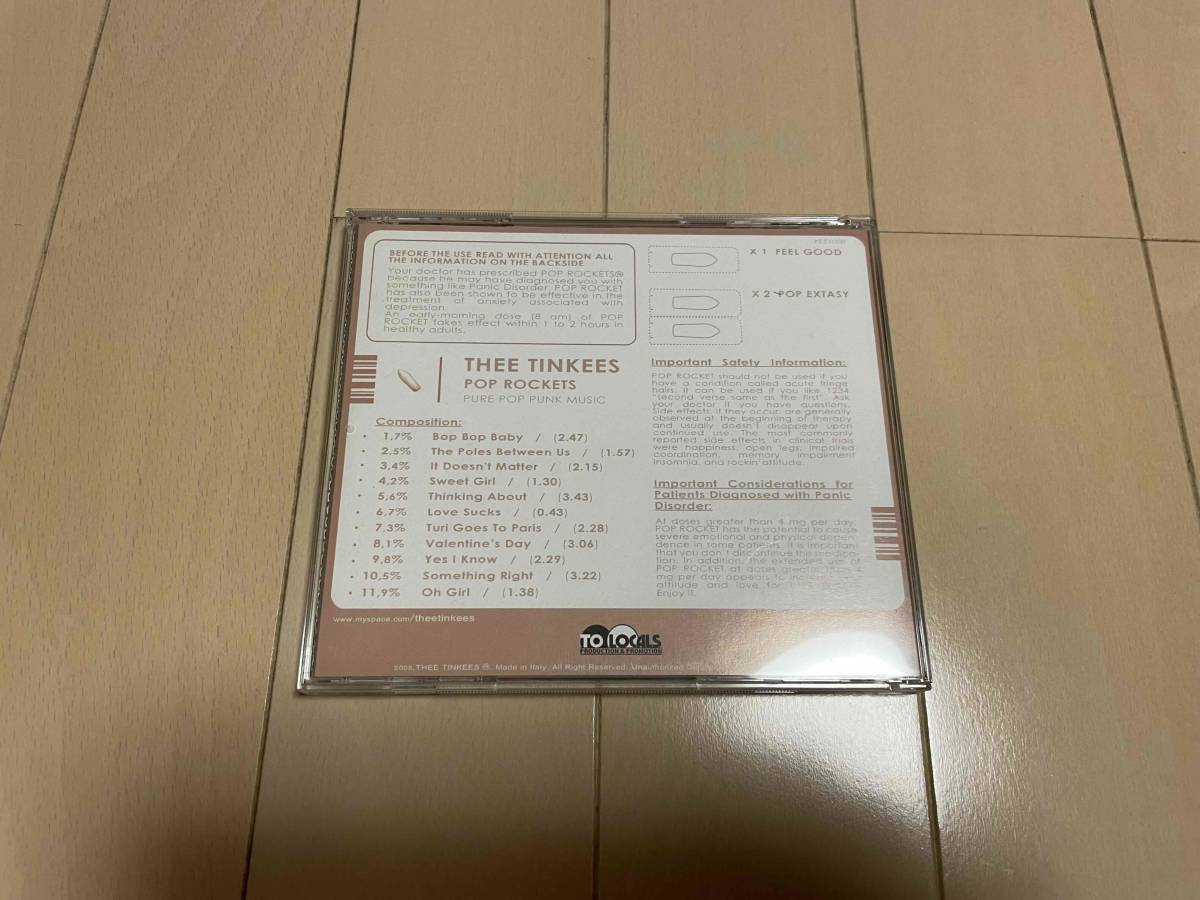 BEFORE THE USE READ WITH ATTENTION ALL
THE INFORMATION ON THE BACKSIDE
Your doctor has prescribed POP ROCKETS®
because he may have diagnosed you with
something like Panic Disorder. POP ROCKET
has also been shown to be effective in the
treatment of anxiety associated with
depression.
An early-morning dose (8 am) of POP
ROCKET takes effect within 1 to 2 hours in
healthy adults.
X 1 FEEL GOOD
X 2 POP EXTASY
THEE TINKEES
POP ROCKETS
PURE POP PUNK MUSIC
Composition:
• 1,7% Bop Bop Baby / (2.47)
• 2,5% The Poles Between Us / (1.57)
• 3,4% It Doesn't Matter / (2.15)
• 4,2% Sweet Girl / (1.30)
• 5,6% Thinking About / (3.43)
• 6,7% Love Sucks / (0.43)
• 7,3% Turi Goes To Paris / (2.28)
• 8,1% Valentine's Day / (3.06)
• 9,8% Yes I Know / (2.29)
• 10,5% Something Right / (3.22)
• 11,9% Oh Girl / (1.38)
Important Safety Information:
POP ROCKET should not be used if you
have a condition called acute fringe
hairs. It can be used if you like 1234
"second verse same as the first". Ask
your doctor if you have questions.
Side effects, if they occur, are generally
observed at the beginning of therapy
and usually doesn't disappear upon
continued use. The most commonly
reported side effects in clinical trials
were happiness, open legs, impaired
coordination, memory impairment
insomnia, and rockin'attitude.
Important Considerations for
Patients Diagnosed with Panic
Disorder:
At doses greater than 4 mg per day,
POP ROCKET has the potential to cause
severe emotional and physical depen-
dence in some patients. It is important
that you don't discontinue this medica-
tion. In addition, the extended use of
POP ROCKET at doses greater than 4
mg per day appears to increase your
attitude and love for
Enjoy it.
www.myspace.com/theetinkees
TO LOCALS
PRODUCTION & PROMOTION
THEE TINKEES ®. Made in Italy. All Right Reserved. Unauthorized